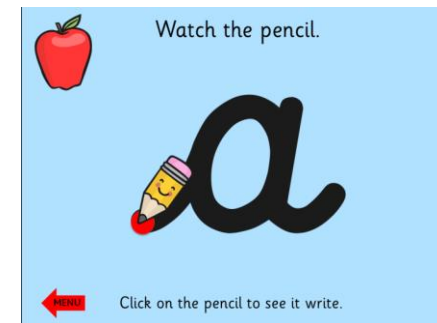 Watch the pencil.
a
MENU
Click on the pencil to see it write.